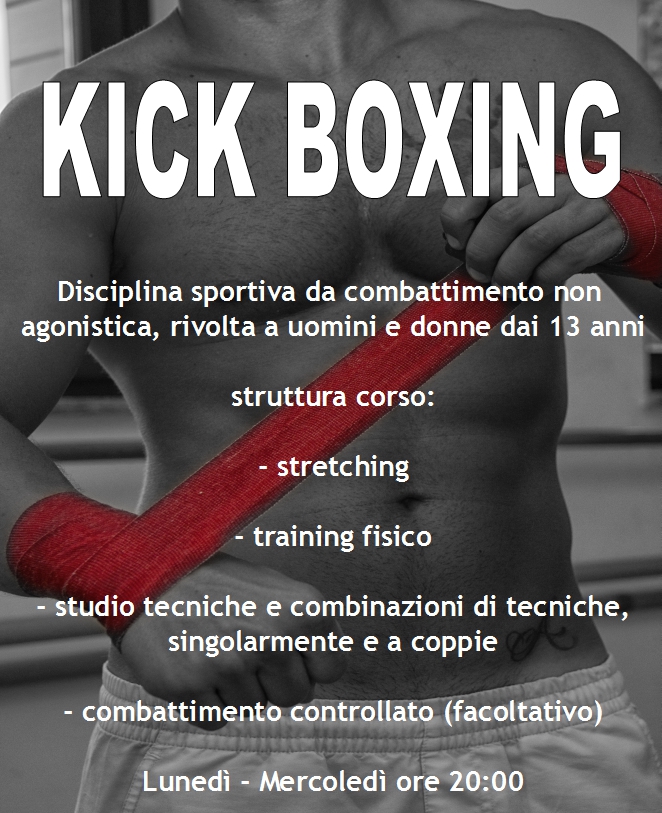 KICK BOXING
Disciplina sportiva da combattimento non
agonistica, rivolta a uomini e donne dai 13 anni
struttura corso:
- stretching
- training fisico
- studio tecniche e combinazioni di tecniche,
singolarmente e a coppie
- combattimento controllato (facoltativo)
Lunedì - Mercoledì ore 20:00